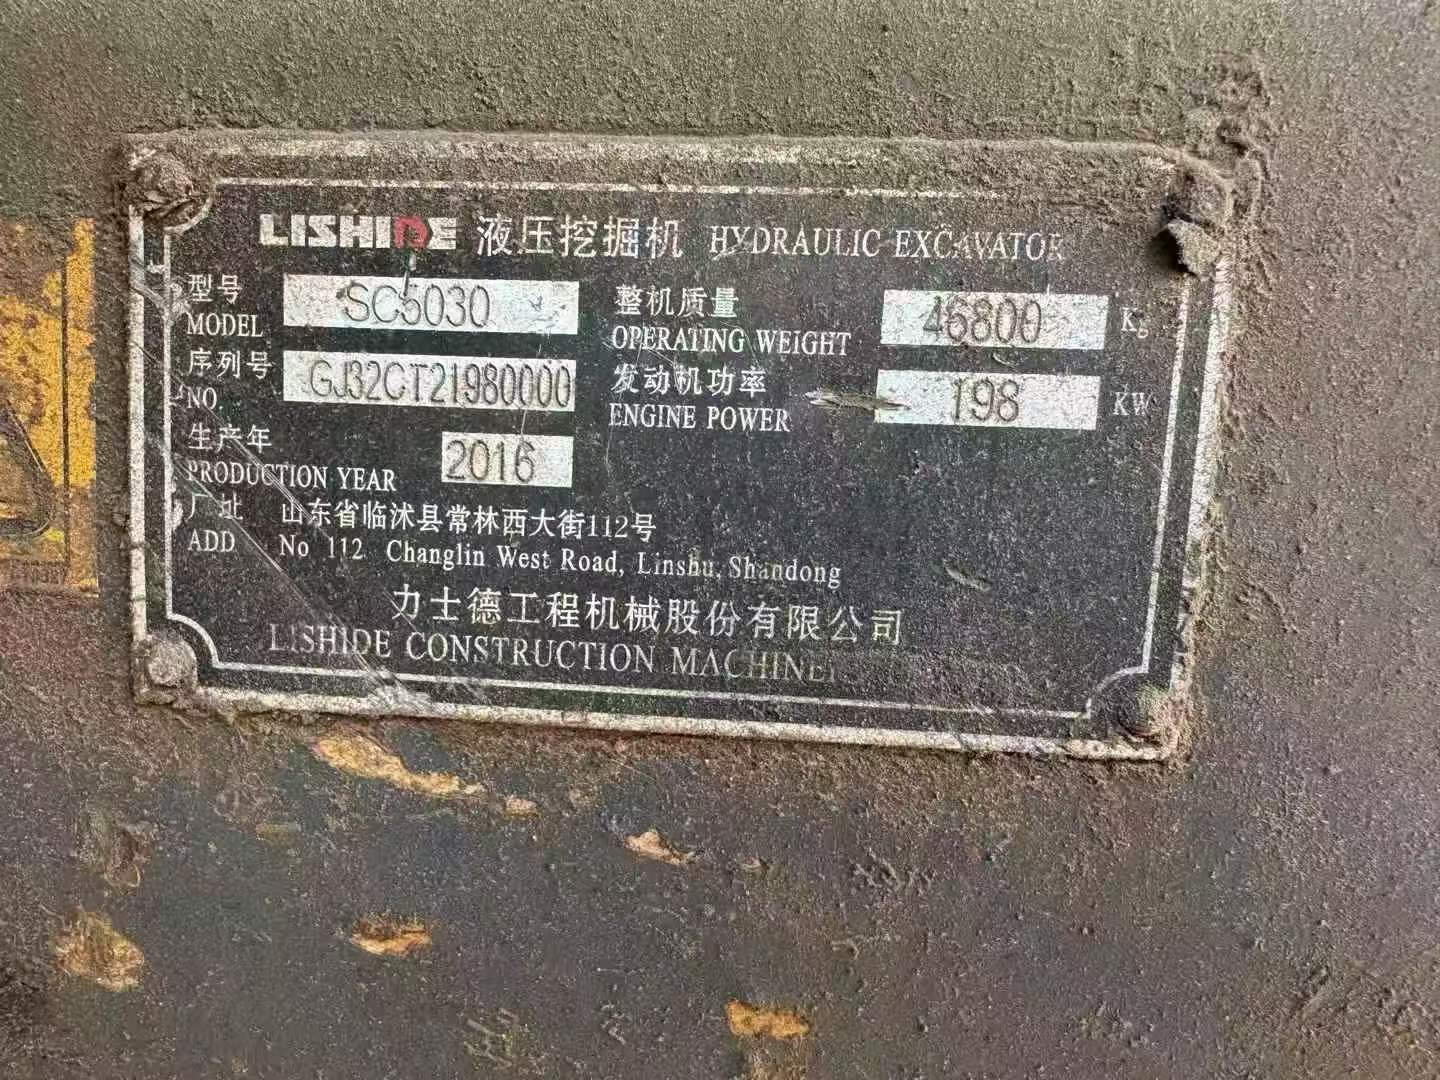 LISHIDE 液压挖掘机 HYDRAULIC EXCAVATOR
型号 SC5030 整机质量 46800 Kg
MODEL OPERATING WEIGHT
序列号 GJ32CT21980000 发动机功率 198 KW
NO. ENGINE POWER
生产年 2016
PRODUCTION YEAR
厂址 山东省临沭县常林西大街112号
ADD No 112 Changlin West Road, Linshu, Shandong
力士德工程机械股份有限公司
LISHIDE CONSTRUCTION MACHINE